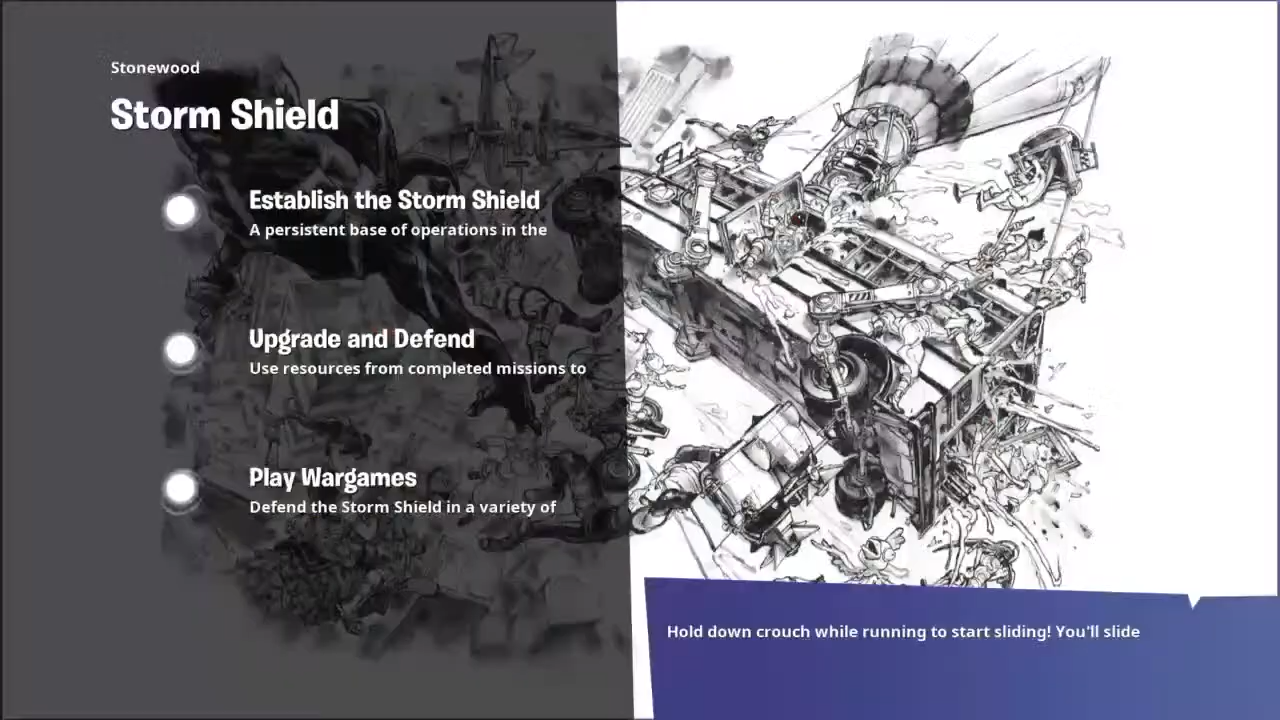 Stonewood
Storm Shield
Establish the Storm Shield
A persistent base of operations in the
Upgrade and Defend
Use resources from completed missions to
Play Wargames
Defend the Storm Shield in a variety of
Hold down crouch while running to start sliding! You'll slide